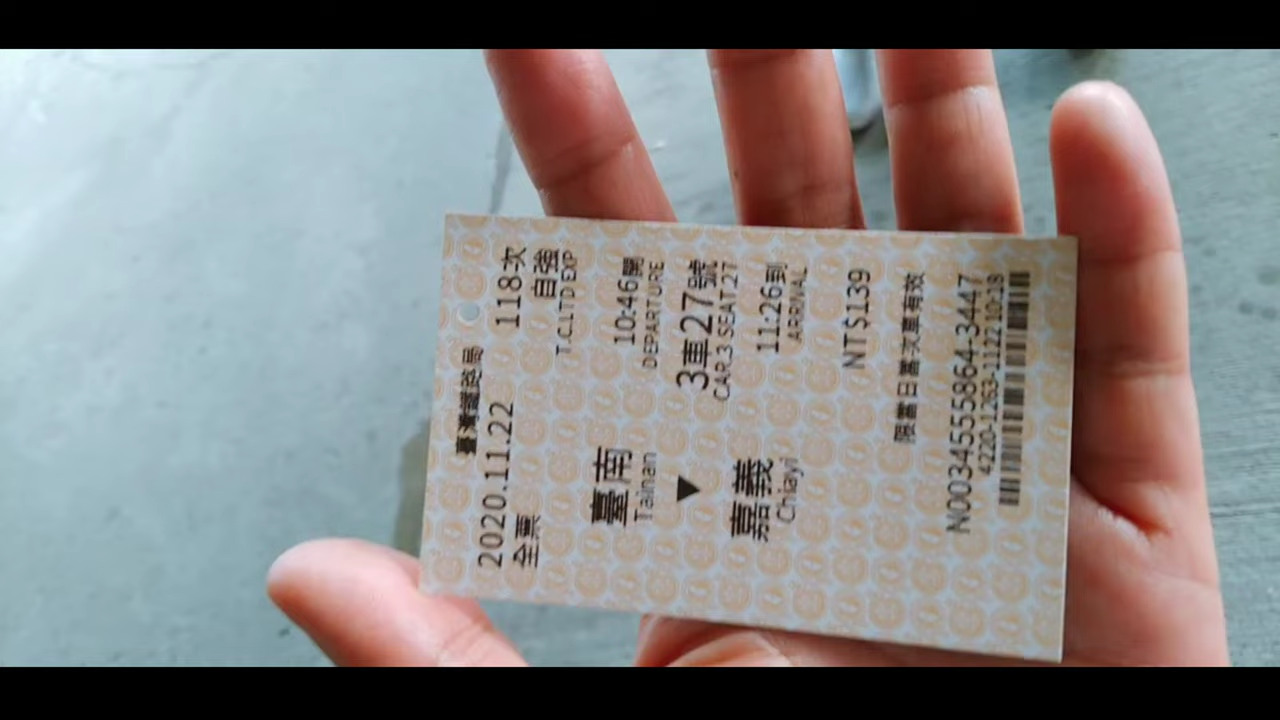 臺灣鐵路局
2020.11.22 118次
全票 自強
T.C.LTD EXP
臺南 10:46開
Tainan DEPARTURE
▼ 3車27號
CAR.3 SEAT.27
嘉義 11:26到
Chiayi ARRIVAL
NT$139
限當日當次車有效
N0034555864-3447
4220-1263-1122 10:18